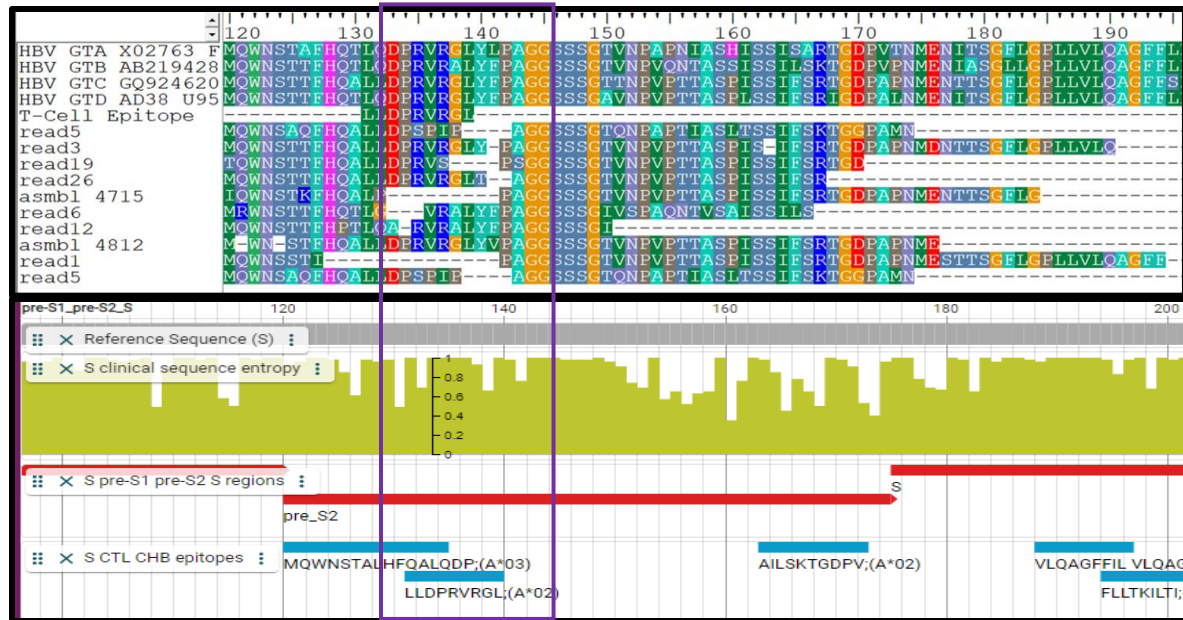 120 130 140 150 160 170 180 190
HBV GTA X02763 F MQWNSTAFHQTLQDPRVRGLYLPAGGSSSGTVNPAPNIASHISSISARTGDPVTNMENITSGFLGPLLVLQAGFFL
HBV GTB AB219428 MQWNSTTFHQTLQDPRVRALYFPAGGSSSGTVNPVQNTASSISSILSKTGDPVPNMENIASGLLGPLLVLQAGFFL
HBV GTC GQ924620 MQWNSTTFHQALLDPRVRGLYFPAGGSSSGTTNPVPTTASPISSIFSRTGDPAPNMENTTSGFLGPLLVLQAGFFS
HBV GTD AD38 U95 MQWNSTTFHQTLQDPRVRGLYFPAGGSSSGAVNPVPTTASPLSSIFSRIGDPALNMENITSGFLGPLLVLQAGFFL
T-Cell Epitope LLDPRVRGL
read5 MQWNSAQFHQALLDPSPIP----AGGSSSGTQNPAPTIASLTSSIFSKTGGPAMN
read3 MQWNSTTFHQALLDPRVRGLY-PAGGSSSGTVNPVPTTASPIS-IFSRTGDPAPNMDNTTSGFLGPLLVLQ
read19 TQWNSTTFHQALLDPRVS----PSGGSSSGTVNPVPTTASPISSIFSRTGD
read26 MQWNSTTFHQALLDPRVRGLT-AGGSSSGTVNPVPTTASPISSIFSR
asmbl 4715 IQWNSTKFHQALP---------PAGGSSSGTVNPVPTTASPISSIFSRTGDPAPNMENTTSGFLG
read6 MRWNSTTFHQTLG---VRALYFPAGGSSSGIVSPAQNTVSAISSILS
read12 MQWNSTTFHPTLQA-RVRALYFPAGGSSSGI
asmbl 4812 M-WN-STFHQALLDPRVRGLYVPAGGSSSGTVNPVPTTASPISSIFSRTGDPAPNME
read1 MQWNSTI--------------PAGGSSSGTVNPVPTTASPISSIFSRTGDPAPNMESTTSGFLGPLLVLQAGFF
read5 MQWNSAQFHQALLDPSPIP----AGGSSSGTQNPAPTIASLTSSIFSKTGGPAMN
pre-S1_pre-S2_S 120 140 160 180 200
Reference Sequence (S)
S clinical sequence entropy
1
0.8
0.6
0.4
0.2
0
S pre-S1 pre-S2 S regions
S
pre_S2
S CTL CHB epitopes
MQWNSTALHFQALQDP;(A*03) AILSKTGDPV;(A*02) VLQAGFFIL VLQAG
LLDPRVRGL;(A*02) FLLTKILTI;